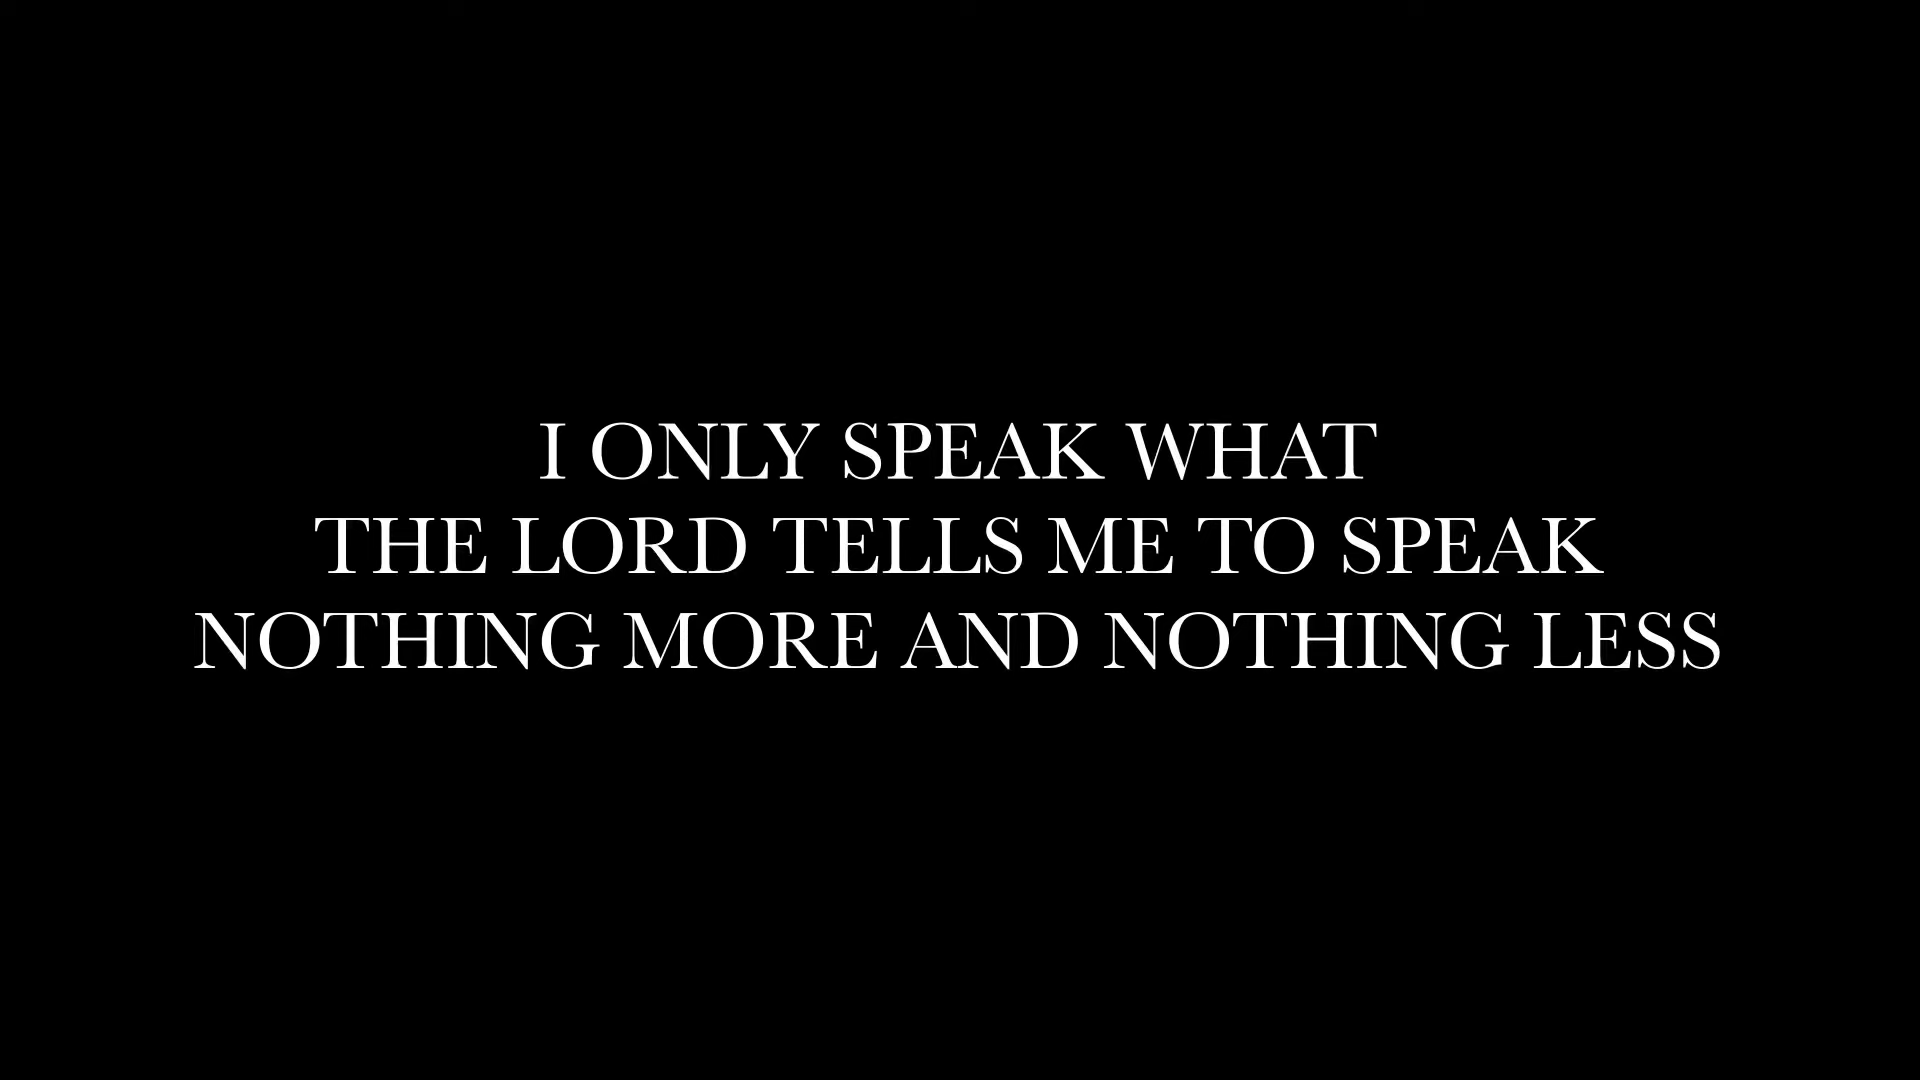 I ONLY SPEAK WHAT
THE LORD TELLS ME TO SPEAK
NOTHING MORE AND NOTHING LESS